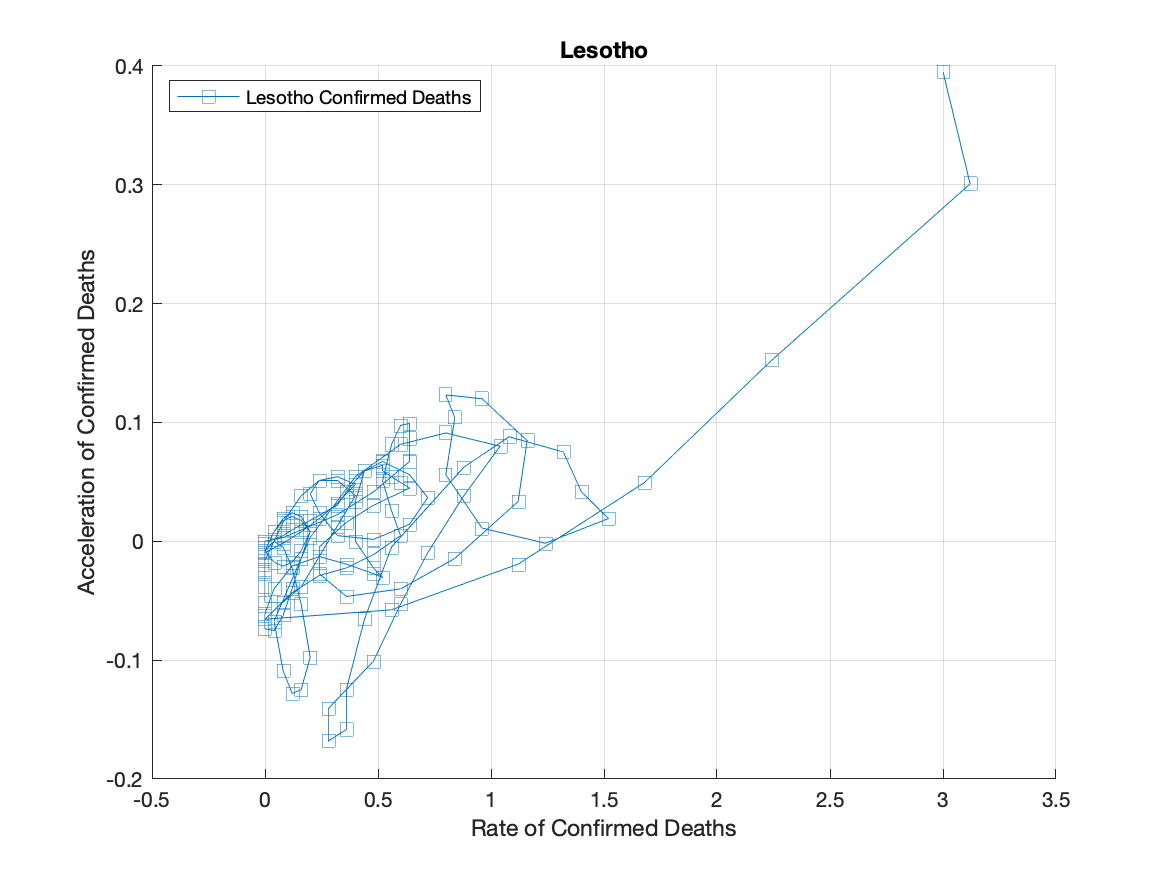 Lesotho
Lesotho Confirmed Deaths
Acceleration of Confirmed Deaths
0.4
0.3
0.2
0.1
0
-0.1
-0.2
-0.5 0 0.5 1 1.5 2 2.5 3 3.5
Rate of Confirmed Deaths